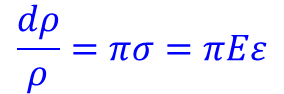 dρ/ρ = πσ = πEε